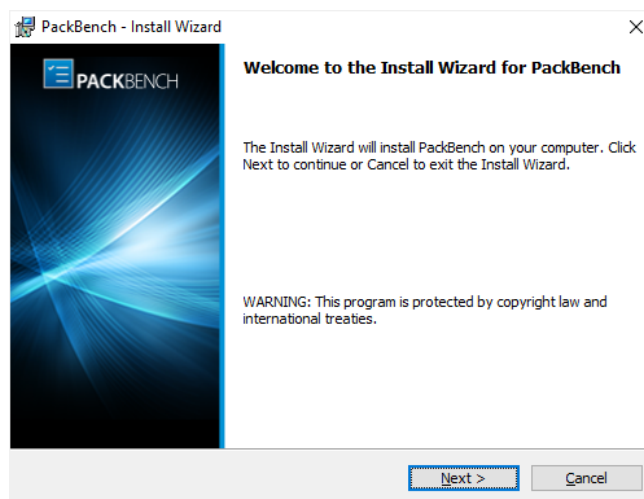 PackBench - Install Wizard
PACKBENCH
Welcome to the Install Wizard for PackBench
The Install Wizard will install PackBench on your computer. Click
Next to continue or Cancel to exit the Install Wizard.
WARNING: This program is protected by copyright law and
international treaties.
Next >
Cancel